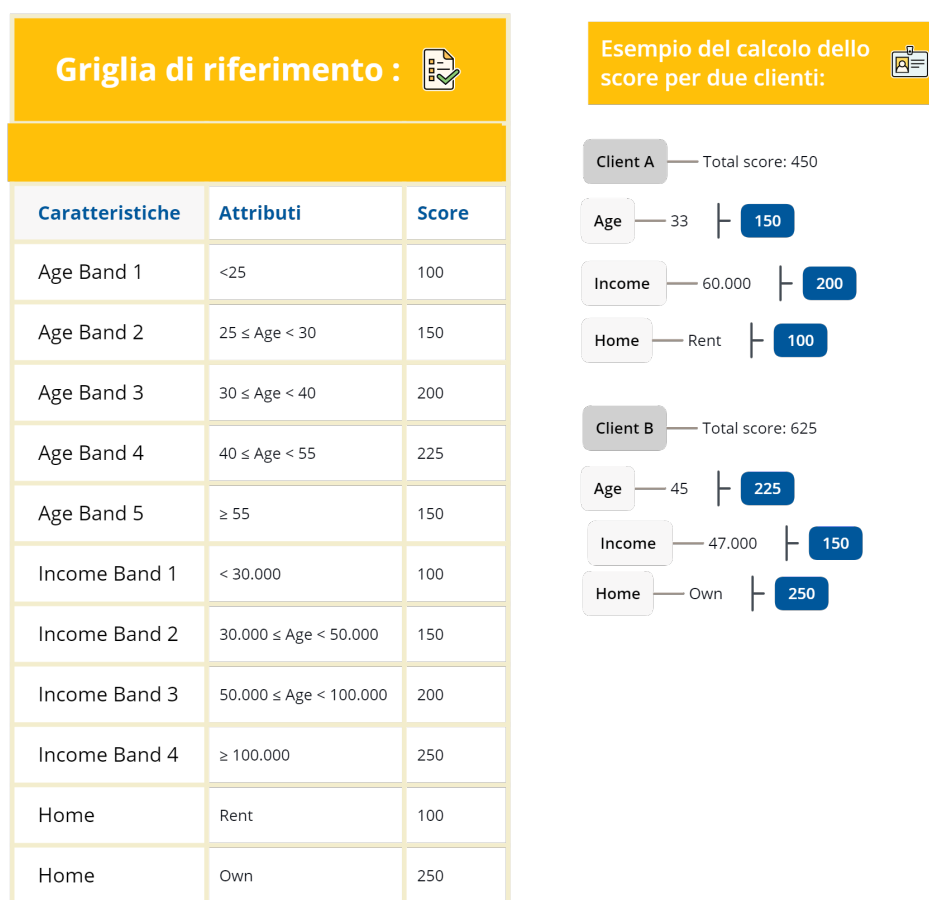 Griglia di riferimento :
Caratteristiche Attributi Score
Age Band 1 <25 100
Age Band 2 25 ≤ Age < 30 150
Age Band 3 30 ≤ Age < 40 200
Age Band 4 40 ≤ Age < 55 225
Age Band 5 ≥ 55 150
Income Band 1 < 30.000 100
Income Band 2 30.000 ≤ Age < 50.000 150
Income Band 3 50.000 ≤ Age < 100.000 200
Income Band 4 ≥ 100.000 250
Home Rent 100
Home Own 250
Esempio del calcolo dello
score per due clienti:
Client A Total score: 450
Age 33 150
Income 60.000 200
Home Rent 100
Client B Total score: 625
Age 45 225
Income 47.000 150
Home Own 250